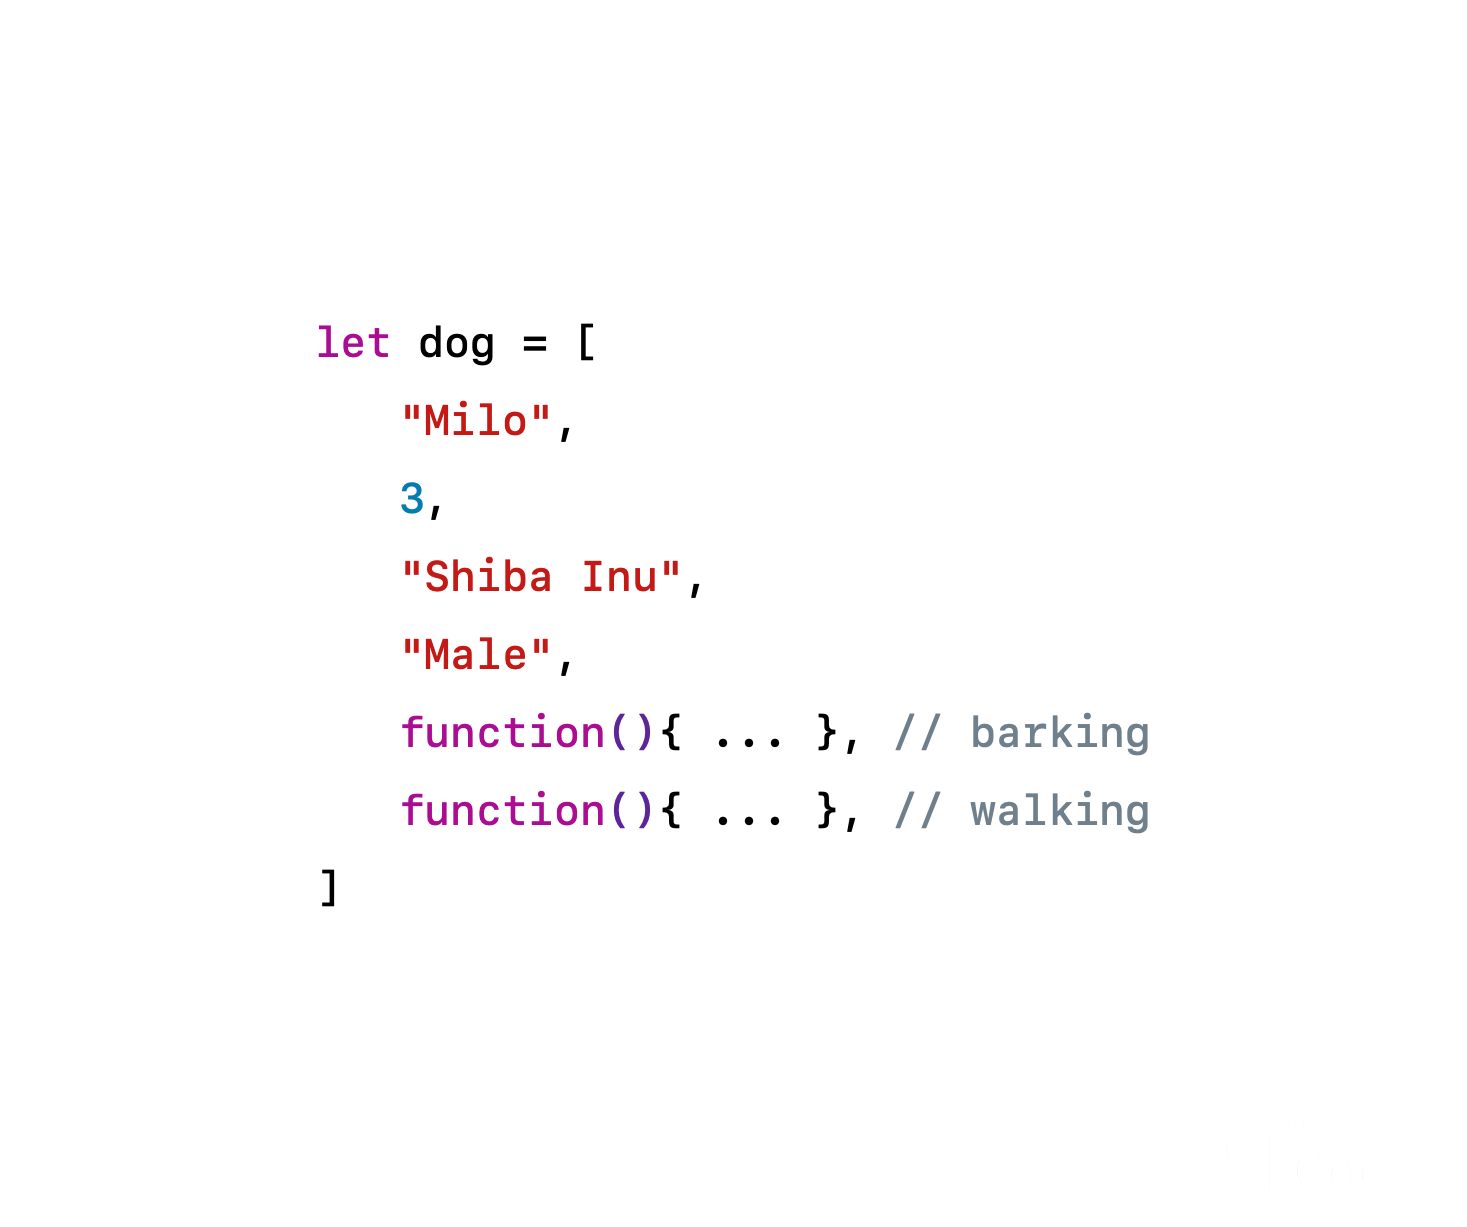 let dog = [
"Milo",
3,
"Shiba Inu",
"Male",
function(){ ... }, // barking
function(){ ... }, // walking
]